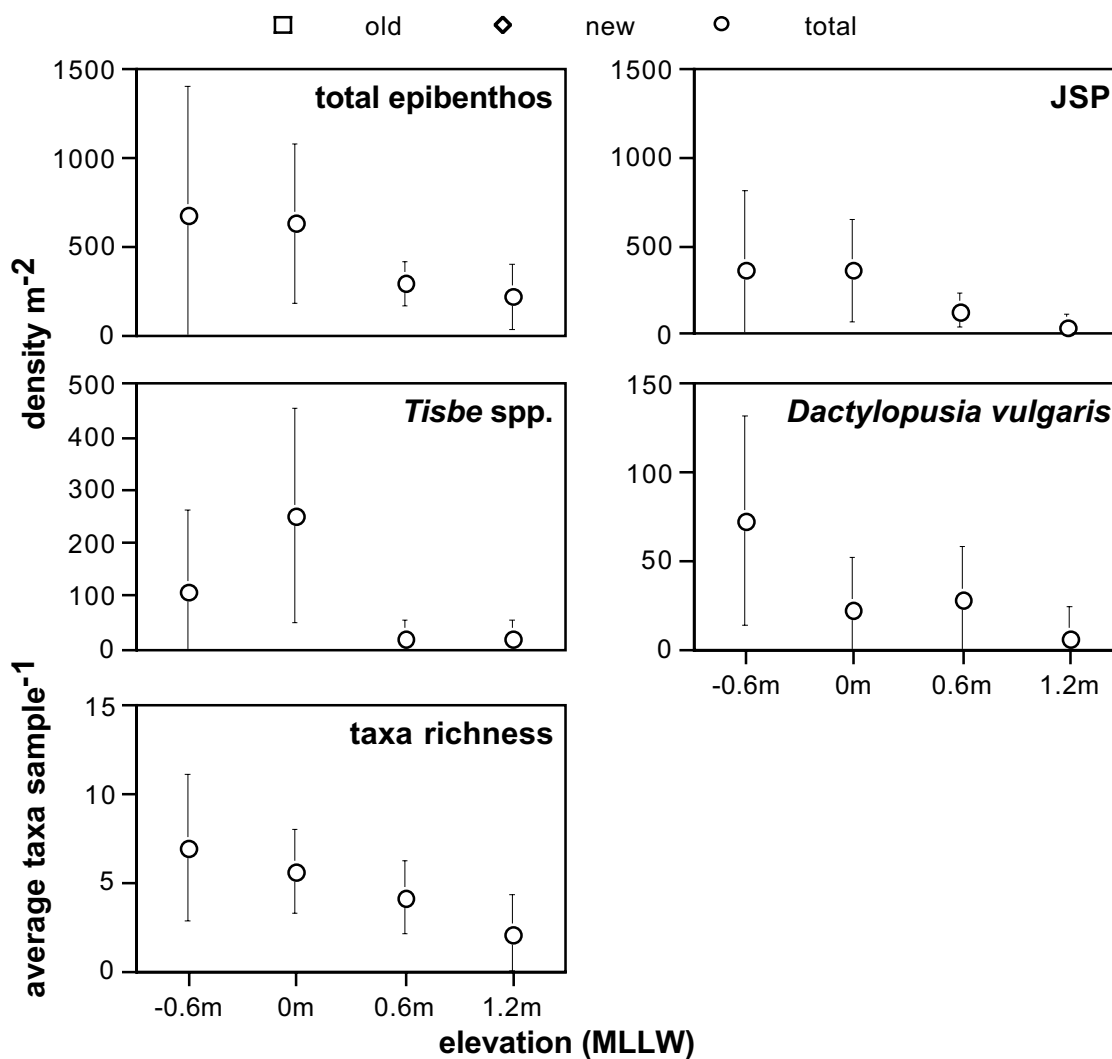 old new total
total epibenthos
1500
1000
500
0
JSP
1500
1000
500
0
density m-2
Tisbe spp.
500
400
300
200
100
0
Dactylopusia vulgaris
150
100
50
0
-0.6m 0m 0.6m 1.2m
taxa richness
15
10
5
0
average taxa sample-1
-0.6m 0m 0.6m 1.2m
elevation (MLLW)